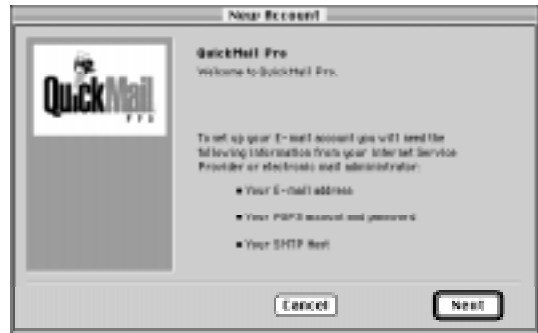 New Account
QuickMail
PRO
QuickMail Pro
Welcome to QuickMail Pro.
To set up your E-mail account you will need the
following information from your Internet Service
Provider or electronic mail administrator:
• Your E-mail address
• Your POP3 account and password
• Your SMTP Host
Cancel
Next